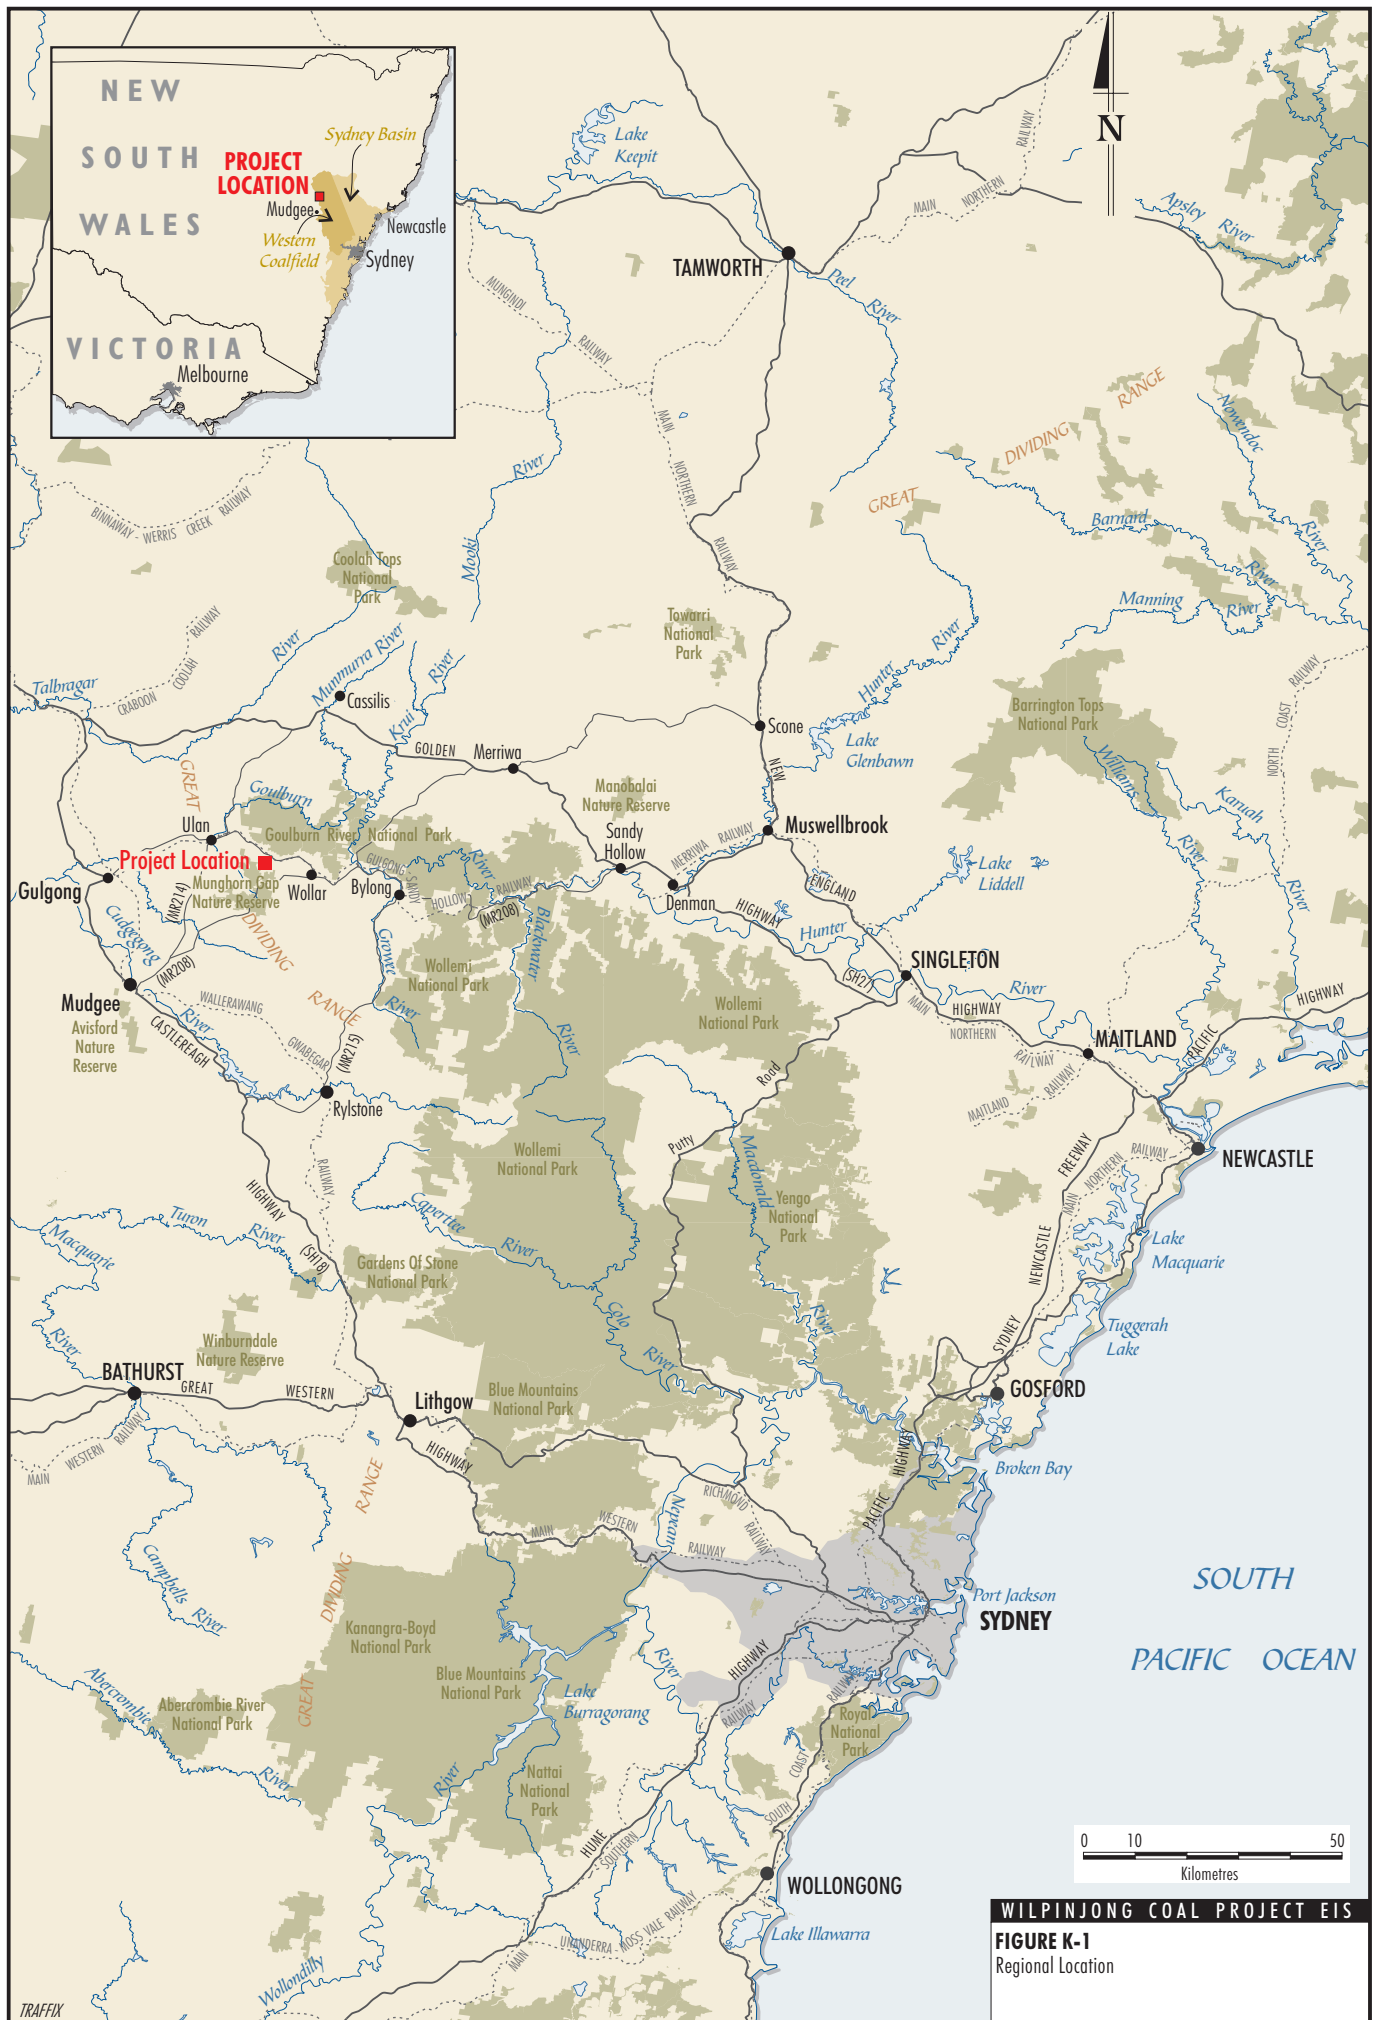 NEW
SOUTH
WALES
VICTORIA
Sydney Basin
PROJECT
LOCATION
Mudgee
Newcastle
Western
Coalfield
Sydney
Melbourne
N
Lake
Keepit
RAILWAY
MAIN NORTHERN
Apsley River
TAMWORTH
Peel River
MUNGINDI
RAILWAY
RANGE
DIVIDING
GREAT
Nowendoc
River
MAIN
NORTHERN
RAILWAY
River
Mooki
BINNAWAY - WERRIS CREEK RAILWAY
Barnard
River
Manning
River
Coolah Tops
National
Park
Towarri
National
Park
RAILWAY
COOLAH
CRABOON
River
Talbragar
Munmurra River
River
Krui
Cassilis
GOLDEN
Merriwa
Scone
Hunter
River
Lake
Glenbawn
Barrington Tops
National Park
NORTH COAST RAILWAY
Williams
River
Karuah
River
GREAT
Goulburn
Manobalai
Nature Reserve
NEW
Ulan
Goulburn River National Park
Sandy
Hollow
MERRIWA RAILWAY
Muswellbrook
Project Location
Gulgong
(MR214)
Munghorn Gap
Nature Reserve
Wollar
Bylong
GULGONG-SANDY
HOLLOW
RAILWAY
River
(MR208)
Denman
ENGLAND
HIGHWAY
Lake
Liddell
Hunter
Cudgegong
DIVIDING
Growee
River
Blackwater
River
Wollemi
National Park
Wollemi
National Park
(SH27)
SINGLETON
River
(MR208)
Mudgee
WALLERAWANG
GWABEGAR
RANGE
(MR215)
MAIN
NORTHERN
RAILWAY
HIGHWAY
MAITLAND
PACIFIC
HIGHWAY
Avisford
Nature
Reserve
CASTLEREAGH
River
Rylstone
Road
Putty
MAITLAND
RAILWAY
Wollemi
National Park
Macdonald
River
Yengo
National
Park
FREEWAY
MAIN
NORTHERN
RAILWAY
NEWCASTLE
NEWCASTLE
SYDNEY
RAILWAY
HIGHWAY
(SH18)
Turon
River
Macquarie
River
Capertee
River
Gardens Of Stone
National Park
Colo
River
Lake
Macquarie
Tuggerah
Lake
Winburndale
Nature Reserve
BATHURST
GREAT
WESTERN
Lithgow
HIGHWAY
Blue Mountains
National Park
GOSFORD
MAIN
WESTERN
RAILWAY
RANGE
HIGHWAY
PACIFIC
Broken Bay
Nepean
RICHMOND
RAILWAY
MAIN
WESTERN
RAILWAY
Campbells
River
DIVIDING
Kanangra-Boyd
National Park
Blue Mountains
National Park
River
HIGHWAY
RAILWAY
Port Jackson
SYDNEY
SOUTH
PACIFIC OCEAN
Abercrombie
River
Abercrombie River
National Park
GREAT
Lake
Burragorang
RAILWAY
Royal
National
Park
COAST
SOUTH
Nattai
National
Park
River
HUME
SOUTHERN
MAIN
WOLLONGONG
UNANDERRA - MOSS VALE RAILWAY
Lake Illawarra
Wollondilly
0 10 50
Kilometres
WILPINJONG COAL PROJECT EIS
FIGURE K-1
Regional Location
TRAFFIX